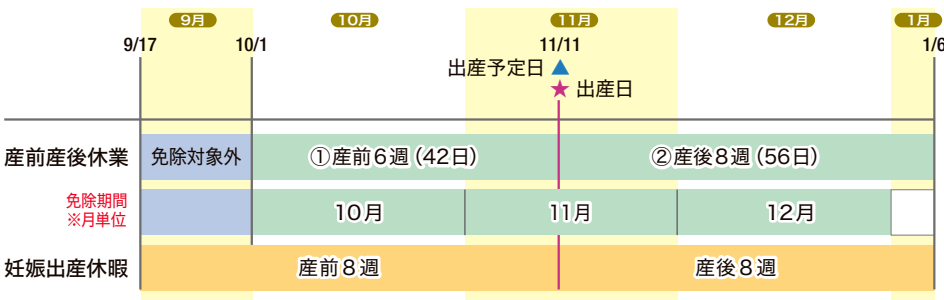 9月 10月 11月 12月 1月
9/17 10/1 11/11 1/6
出産予定日▲
★出産日
産前産後休業 免除対象外 ①産前6週(42日) ②産後8週(56日)
免除期間
※月単位
10月 11月 12月
妊娠出産休暇 産前8週 産後8週